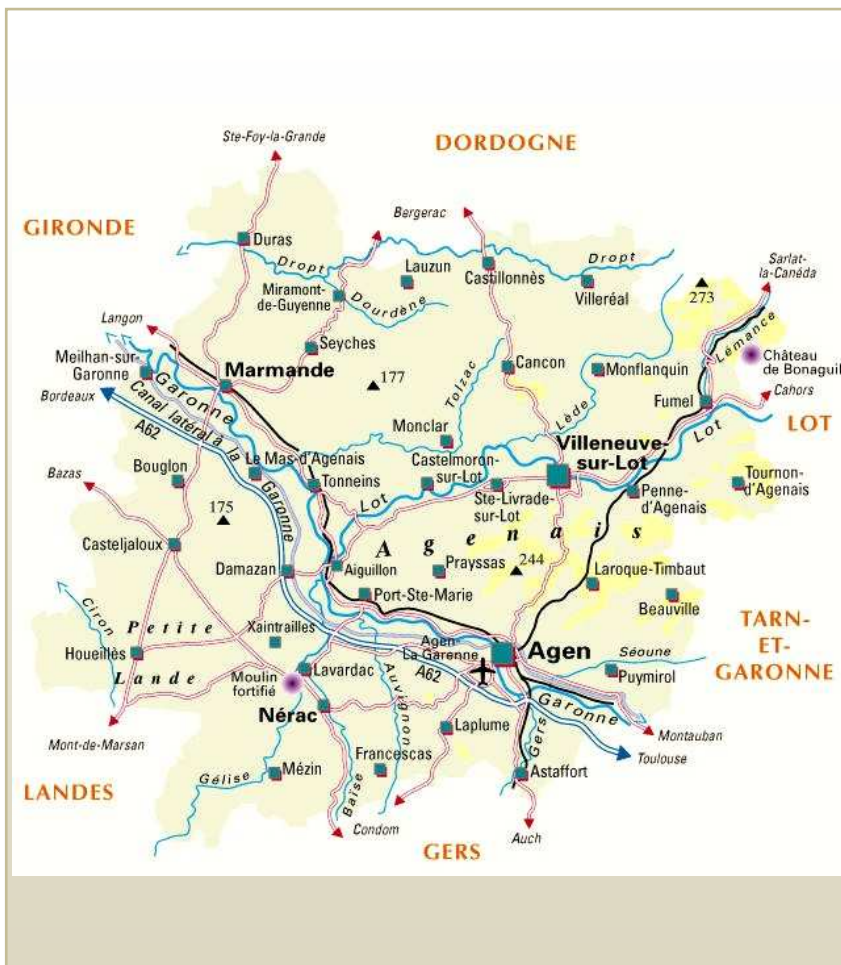 Ste-Foy-la-Grande
DORDOGNE
GIRONDE
Bergerac
Duras
Dropt
Lauzun
Castillonnès
Dropt
Sarlat-
la-Canéda
Miramont-
de-Guyenne
Dourdène
Villeréal
273
Langon
Seyches
Lémance
Meilhan-sur-
Garonne
Marmande
177
Tolzac
Cancon
Monflanquin
Château
de Bonaguil
Bordeaux
Garonne
Canal latéral à la
Garonne
A62
Lède
Fumel
Cahors
Monclar
LOT
Lot
Villeneuve-
sur-Lot
Bouglon
Le Mas-d'Agenais
Castelmoron-
sur-Lot
Tonneins
Ste-Livrade-
sur-Lot
Penne-
d'Agenais
Tournon-
d'Agenais
Bazas
Lot
175
Casteljaloux
Agenais
Damazan
Aiguillon
Prayssas
244
Laroque-Timbaut
Port-Ste-Marie
Beauville
Ciron
Petite
Lande
Xaintrailles
TARN-
ET-
GARONNE
Agen-
La Garenne
Agen
Séoune
Houeillès
Lavardac
Auvignon
A62
Puymirol
Moulin
fortifié
Nérac
Garonne
Laplume
Montauban
Mont-de-Marsan
Gers
Toulouse
LANDES
Gélise
Mézin
Baïse
Francescas
Astaffort
Condom
Auch
GERS